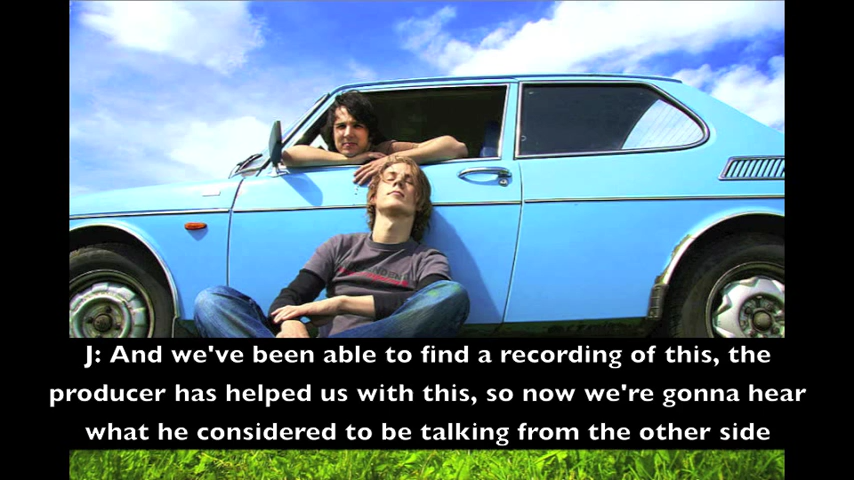 J: And we've been able to find a recording of this, the
producer has helped us with this, so now we're gonna hear
what he considered to be talking from the other side